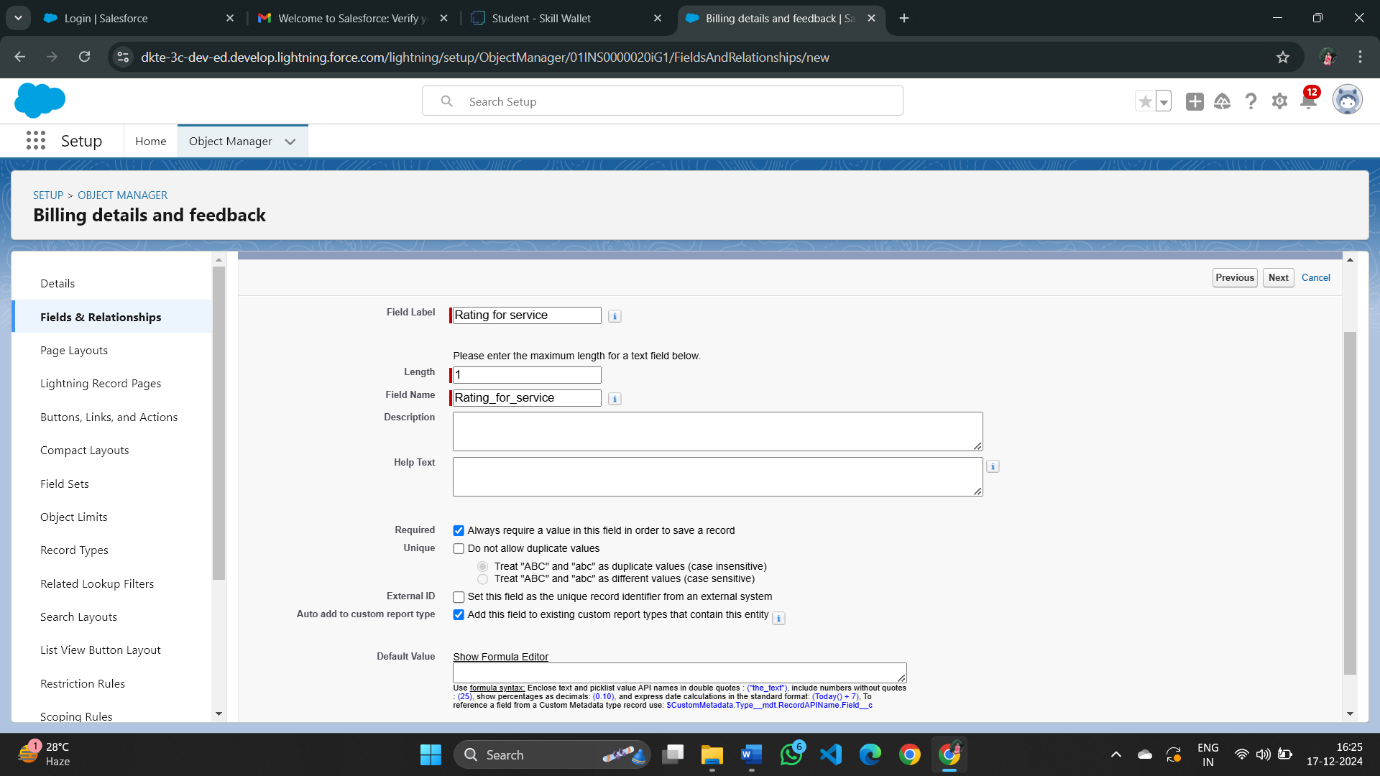 Login | Salesforce
Welcome to Salesforce: Verify y
Student - Skill Wallet
Billing details and feedback | Sa
dkte-3c-dev-ed.develop.lightning.force.com/lightning/setup/ObjectManager/01INS0000020iG1/FieldsAndRelationships/new
Search Setup
12
Setup
Home
Object Manager
SETUP > OBJECT MANAGER
Billing details and feedback
Details
Fields & Relationships
Page Layouts
Lightning Record Pages
Buttons, Links, and Actions
Compact Layouts
Field Sets
Object Limits
Record Types
Related Lookup Filters
Search Layouts
List View Button Layout
Restriction Rules
Scoping Rules
Previous Next Cancel
Field Label Rating for service i
Please enter the maximum length for a text field below.
Length 1
Field Name Rating_for_service i
Description
Help Text i
Required Always require a value in this field in order to save a record
Unique Do not allow duplicate values
Treat "ABC" and "abc" as duplicate values (case insensitive)
Treat "ABC" and "abc" as different values (case sensitive)
External ID Set this field as the unique record identifier from an external system
Auto add to custom report type Add this field to existing custom report types that contain this entity i
Default Value Show Formula Editor
Use formula syntax: Enclose text and picklist value API names in double quotes : ("the_text"), include numbers without quotes
: (25), show percentages as decimals: (0.10), and express date calculations in the standard format: (Today() + 7), To
reference a field from a Custom Metadata type record use: $CustomMetadata.Type__mdt.RecordAPIName.Field__c
1
28°C
Haze
Search
6
ENG
IN
16:25
17-12-2024